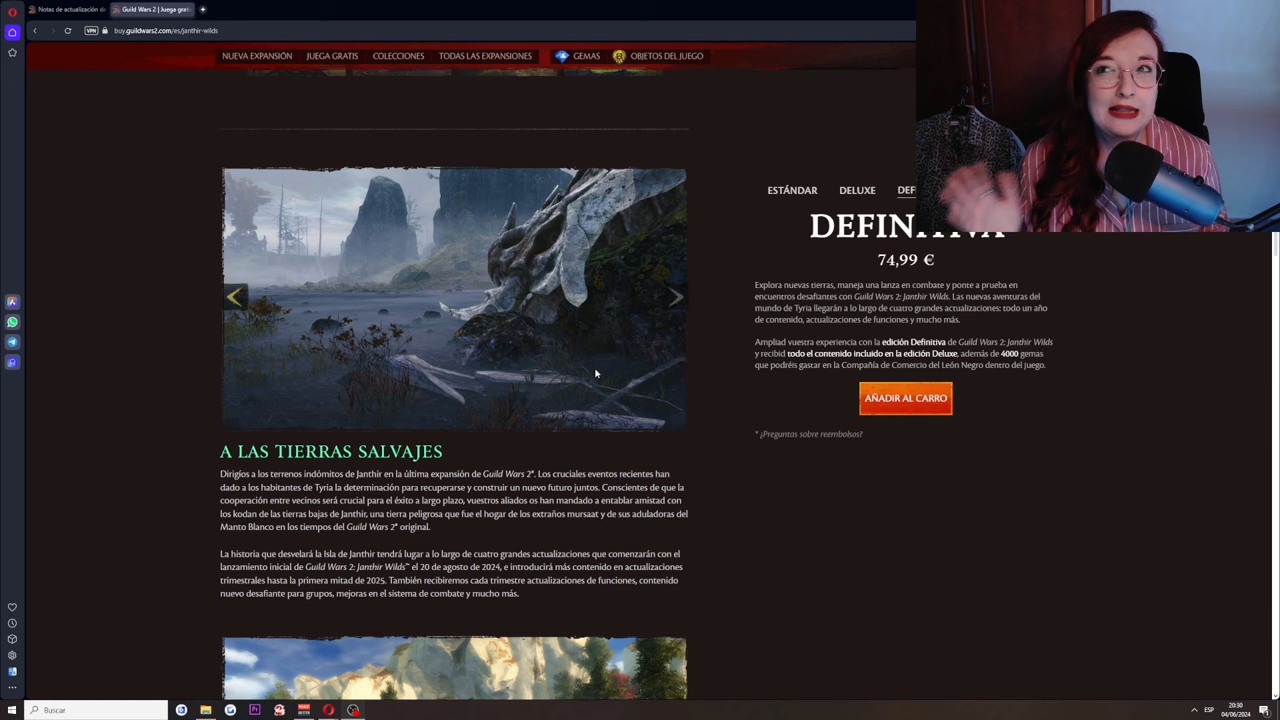 Notas de actualización d
Guild Wars 2 | Juega grat
VPN
buy.guildwars2.com/es/janthir-wilds
NUEVA EXPANSIÓN
JUEGA GRATIS
COLECCIONES
TODAS LAS EXPANSIONES
GEMAS
OBJETOS DEL JUEGO
ESTÁNDAR
DELUXE
DEF
DEFINITIVA
74,99 €
Explora nuevas tierras, maneja una lanza en combate y ponte a prueba en
encuentros desafiantes con Guild Wars 2: Janthir Wilds. Las nuevas aventuras del
mundo de Tyria llegarán a lo largo de cuatro grandes actualizaciones: todo un año
de contenido, actualizaciones de funciones y mucho más.
Ampliad vuestra experiencia con la edición Definitiva de Guild Wars 2: Janthir Wilds
y recibid todo el contenido incluido en la edición Deluxe, además de 4000 gemas
que podréis gastar en la Compañía de Comercio del León Negro dentro del juego.
AÑADIR AL CARRO
* ¿Preguntas sobre reembolsos?
A LAS TIERRAS SALVAJES
Dirigíos a los terrenos indómitos de Janthir en la última expansión de Guild Wars 2®. Los cruciales eventos recientes han
dado a los habitantes de Tyria la determinación para recuperarse y construir un nuevo futuro juntos. Conscientes de que la
cooperación entre vecinos será crucial para el éxito a largo plazo, vuestros aliados os han mandado a entablar amistad con
los kodan de las tierras bajas de Janthir, una tierra peligrosa que fue el hogar de los extraños mursaat y de sus aduladoras del
Manto Blanco en los tiempos del Guild Wars 2® original.
La historia que desvelará la Isla de Janthir tendrá lugar a lo largo de cuatro grandes actualizaciones que comenzarán con el
lanzamiento inicial de Guild Wars 2: Janthir Wilds™ el 20 de agosto de 2024, e introducirá más contenido en actualizaciones
trimestrales hasta la primera mitad de 2025. También recibiremos cada trimestre actualizaciones de funciones, contenido
nuevo desafiante para grupos, mejoras en el sistema de combate y mucho más.
Buscar
Pr
ESP
20:30
04/06/2024